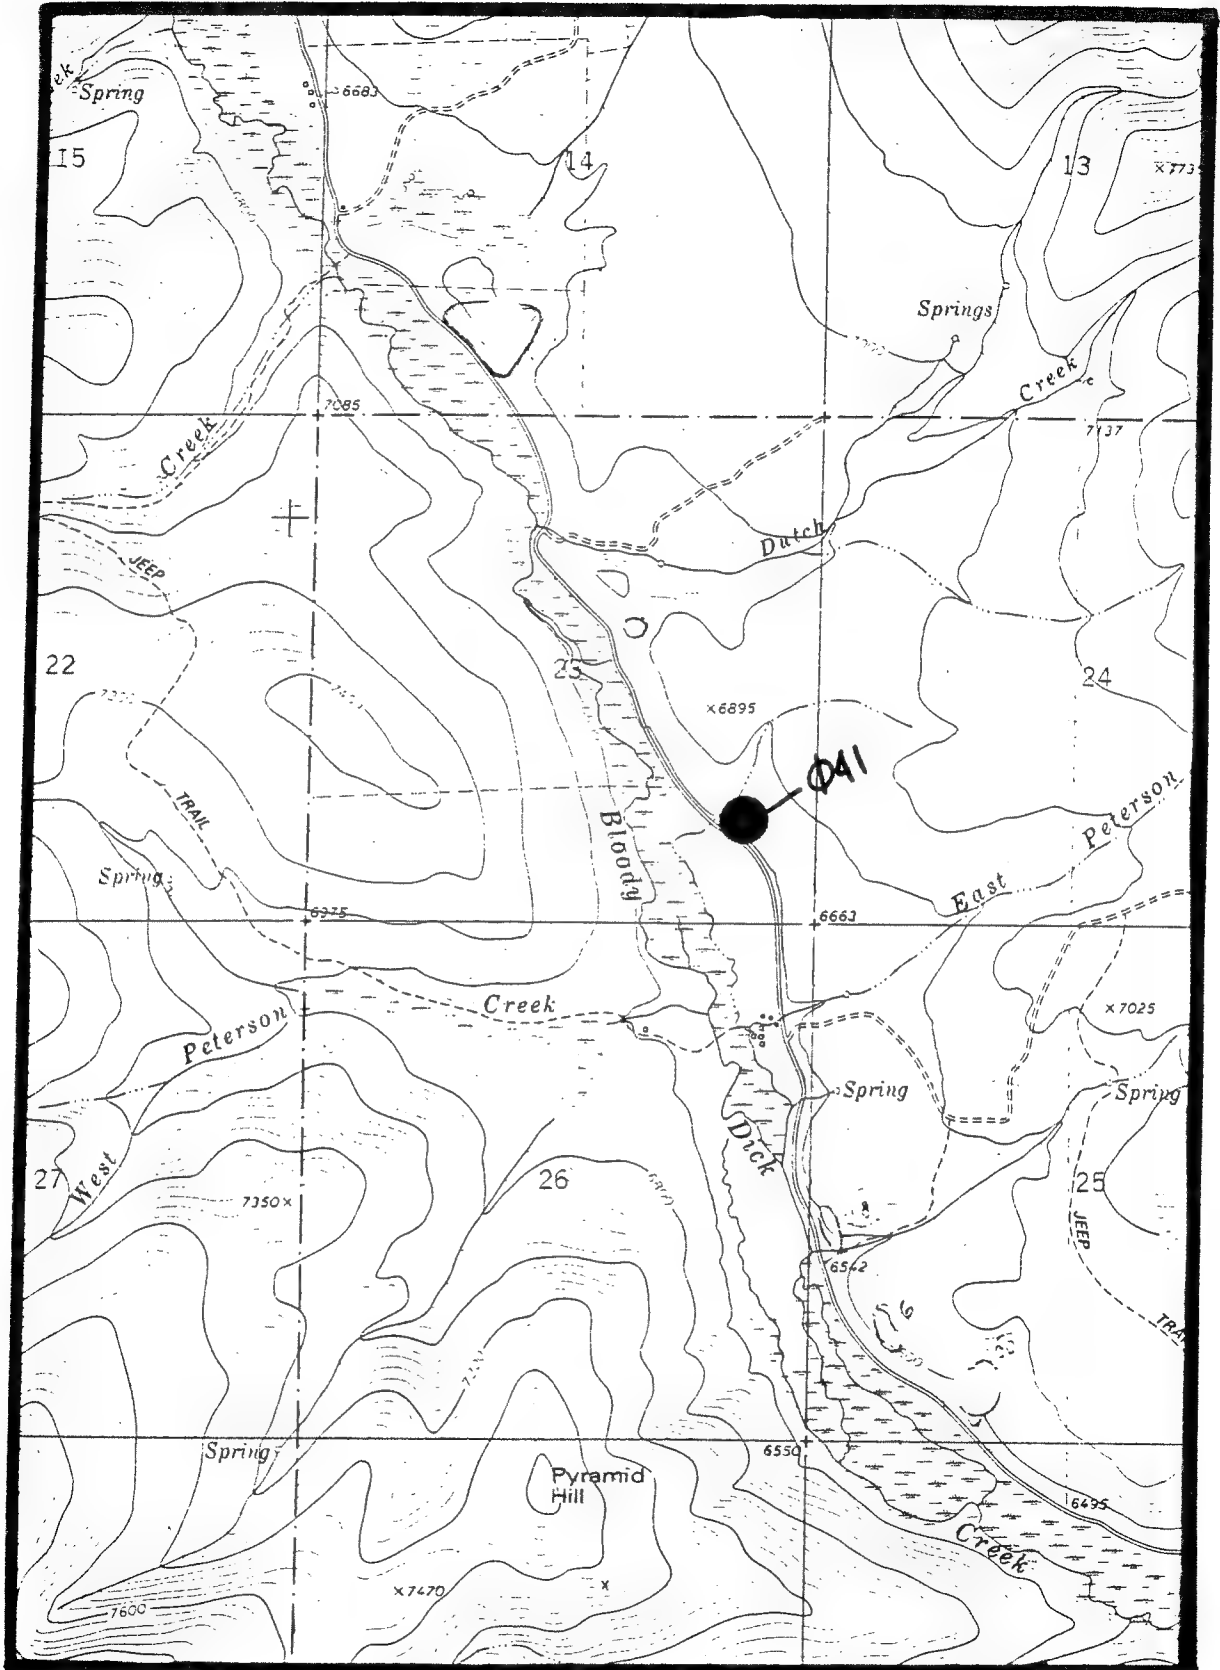 Spring
6683
15
14
13
Springs
Creek
7085
Creek
7137
Dutch
JEEP
22
23
24
×6895
Φ41
TRAIL
Peterson
Bloody
Spring
East
6975
6663
Creek
×7025
Peterson
Spring
Spring
Dick
27
West
7350×
26
25
JEEP
6542
Spring
6550
Pyramid
Hill
6495
Creek
×7470
x
7600